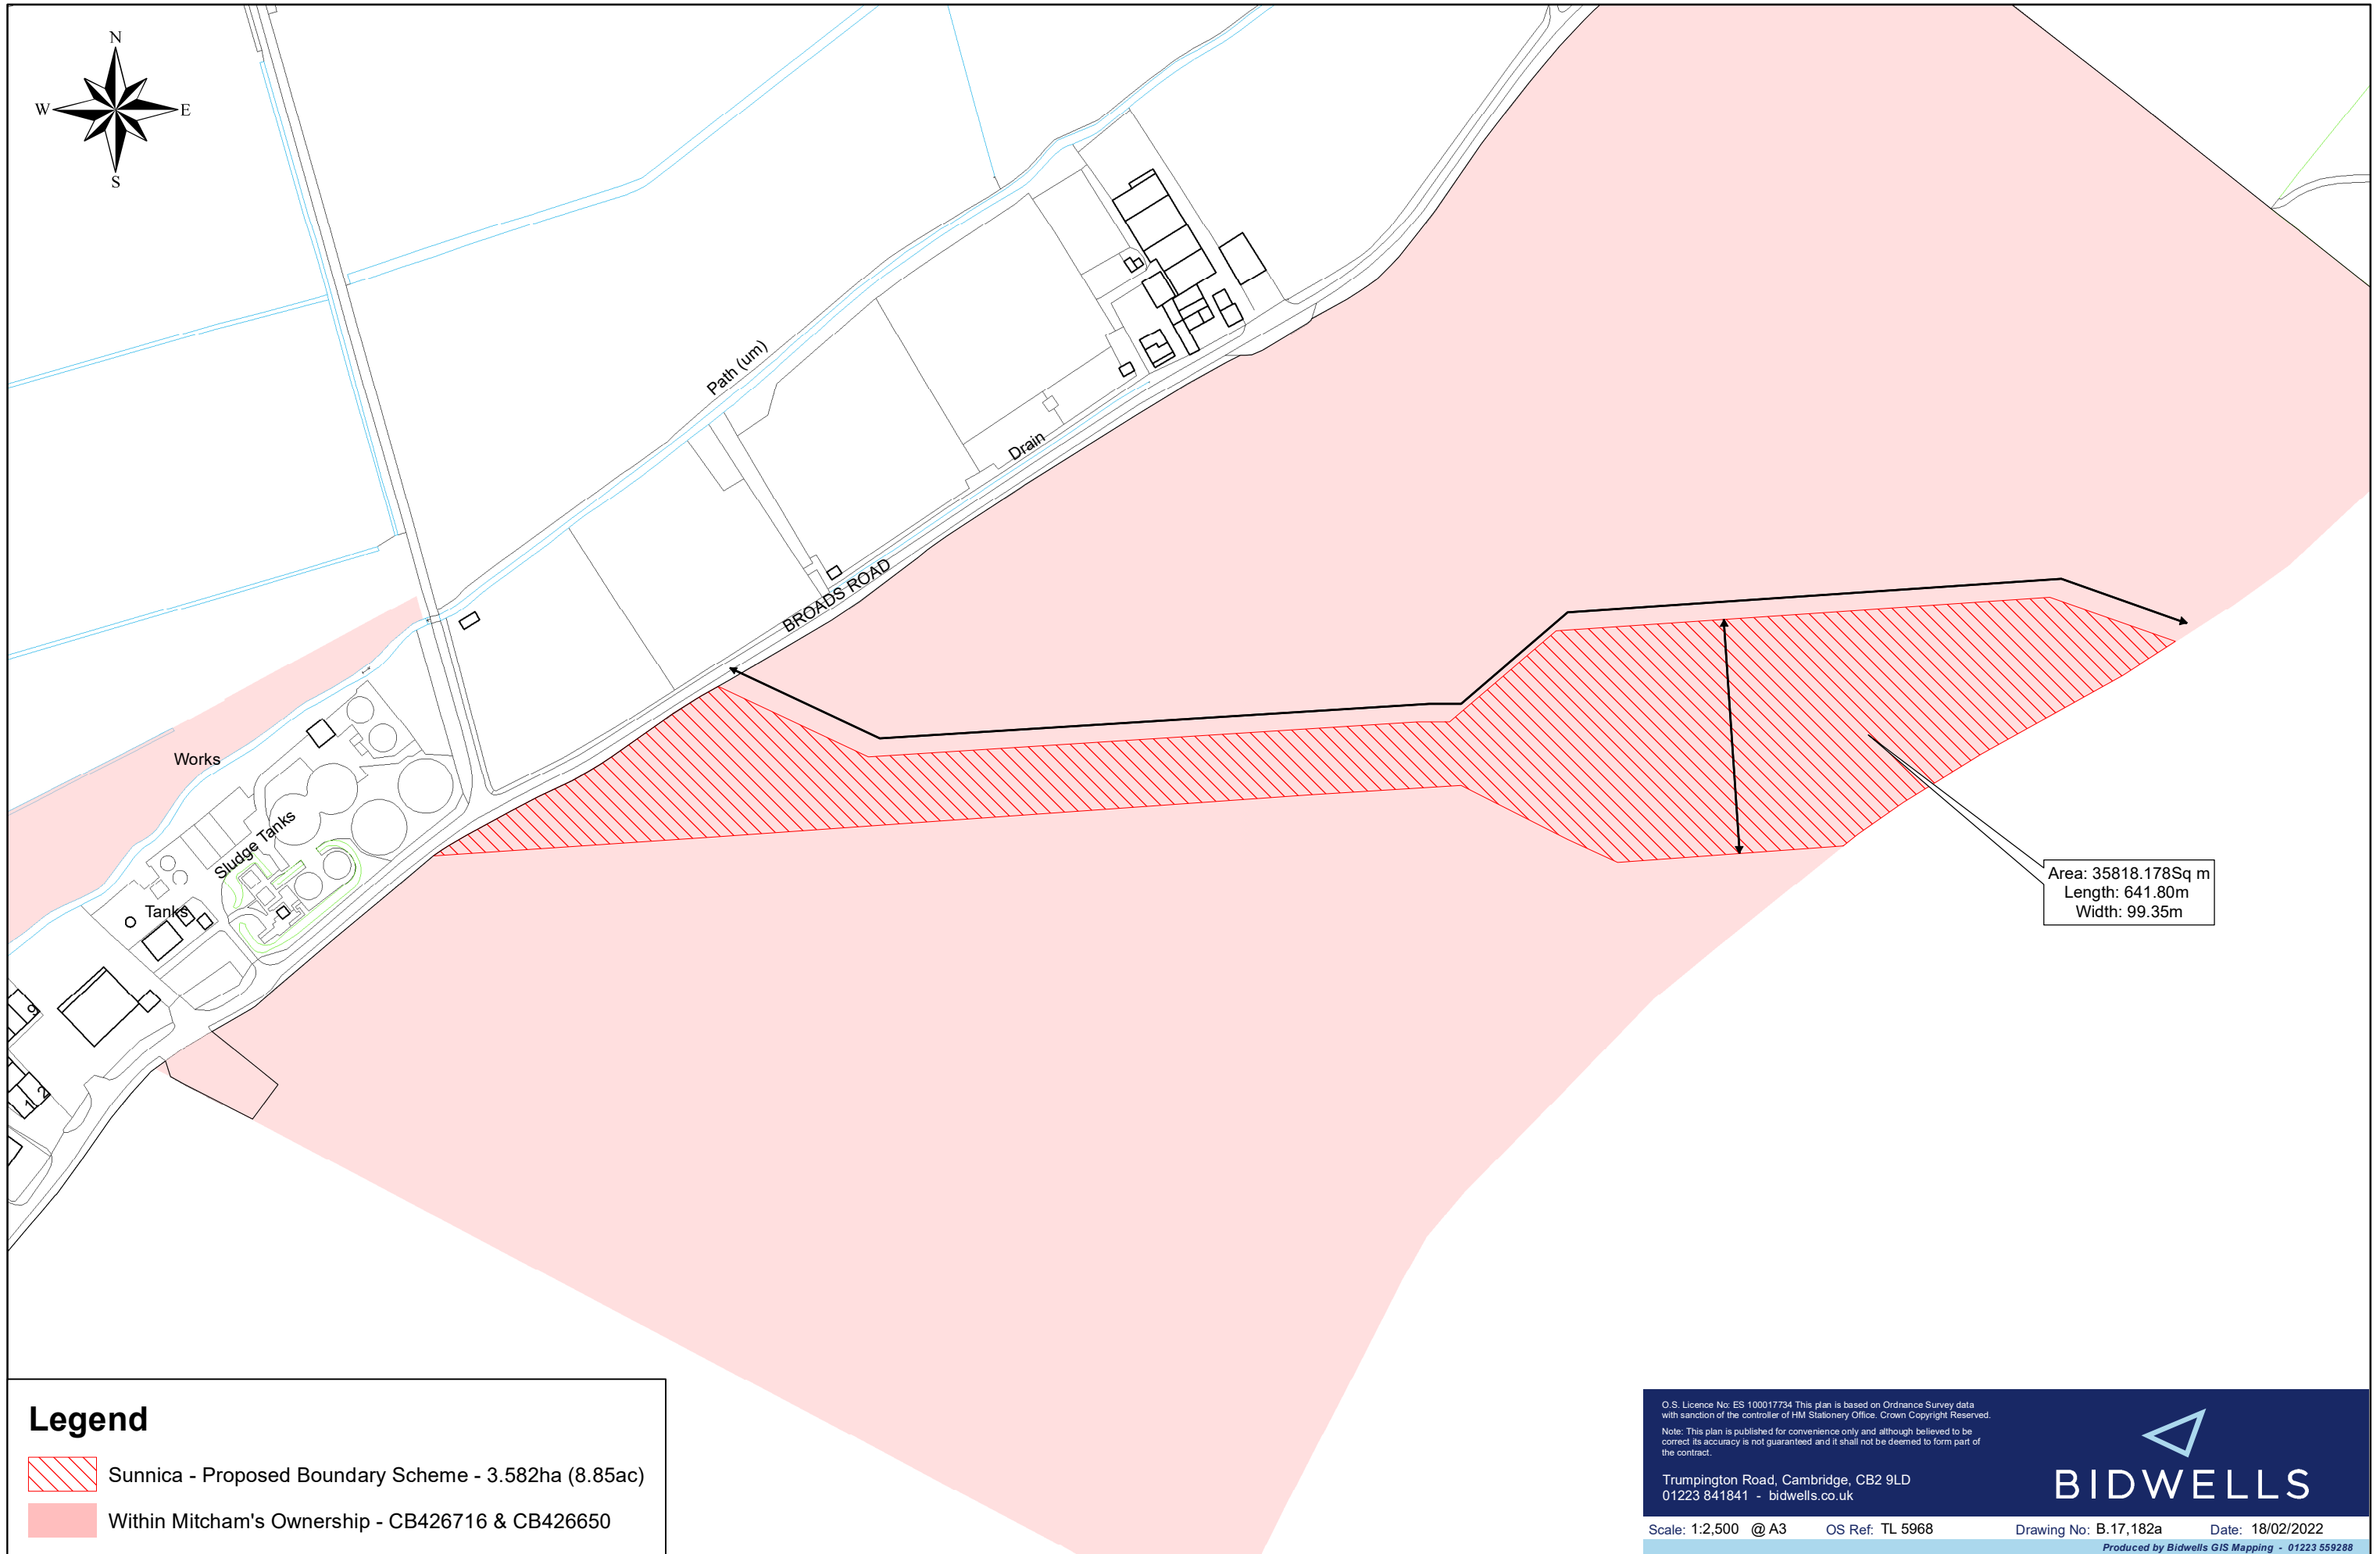 N
W E
S
Path (um)
Drain
BROADS ROAD
Works
Sludge Tanks
Tanks
9
1
2
Area: 35818.178Sq m
Length: 641.80m
Width: 99.35m
Legend
Sunnica - Proposed Boundary Scheme - 3.582ha (8.85ac)
Within Mitcham's Ownership - CB426716 & CB426650
O.S. Licence No: ES 100017734 This plan is based on Ordnance Survey data
with sanction of the controller of HM Stationery Office. Crown Copyright Reserved.
Note: This plan is published for convenience only and although believed to be
correct its accuracy is not guaranteed and it shall not be deemed to form part of
the contract.
Trumpington Road, Cambridge, CB2 9LD
01223 841841 - bidwells.co.uk
BIDWELLS
Scale: 1:2,500 @ A3 OS Ref: TL 5968 Drawing No: B.17,182a Date: 18/02/2022
Produced by Bidwells GIS Mapping - 01223 559288